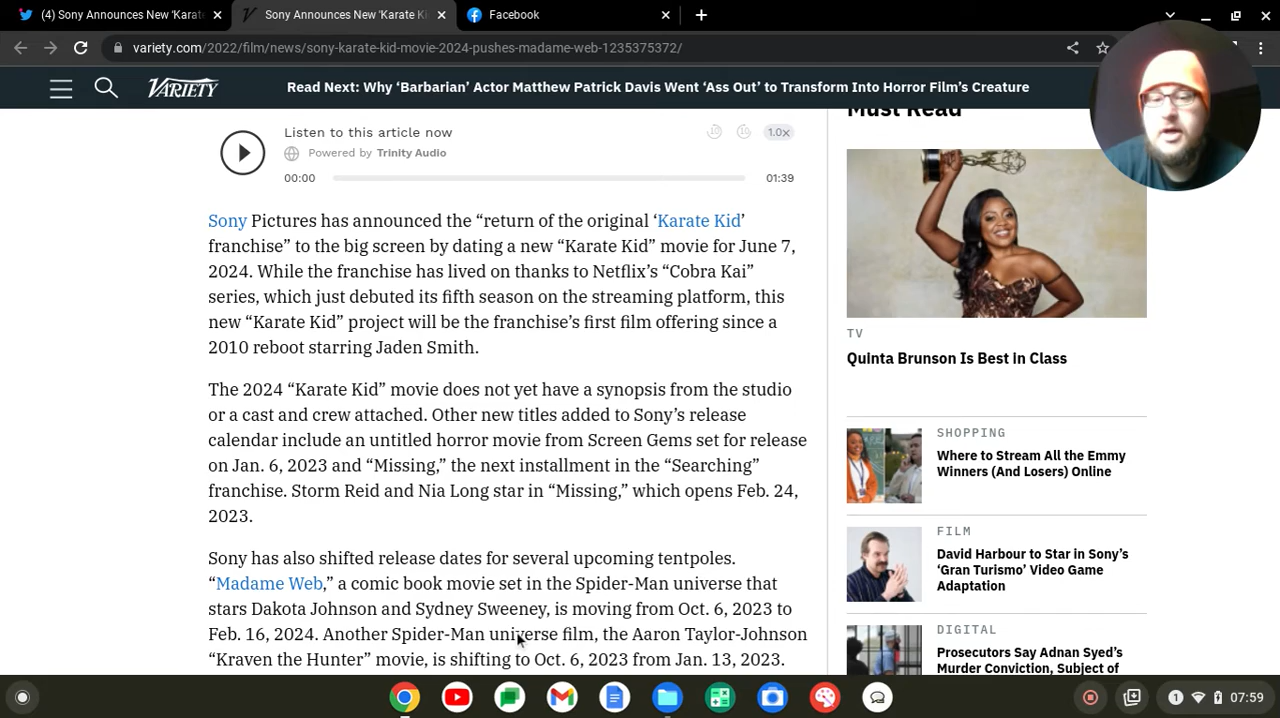 (4) Sony Announces New 'Karate
Sony Announces New 'Karate Ki
Facebook
variety.com/2022/film/news/sony-karate-kid-movie-2024-pushes-madame-web-1235375372/
VARIETY
Read Next: Why ‘Barbarian’ Actor Matthew Patrick Davis Went ‘Ass Out’ to Transform Into Horror Film’s Creature
Must Read
Listen to this article now
10
10
1.0x
Powered by Trinity Audio
00:00
01:39
Sony Pictures has announced the “return of the original ‘Karate Kid’
franchise” to the big screen by dating a new “Karate Kid” movie for June 7,
2024. While the franchise has lived on thanks to Netflix’s “Cobra Kai”
series, which just debuted its fifth season on the streaming platform, this
new “Karate Kid” project will be the franchise’s first film offering since a
2010 reboot starring Jaden Smith.
The 2024 “Karate Kid” movie does not yet have a synopsis from the studio
or a cast and crew attached. Other new titles added to Sony’s release
calendar include an untitled horror movie from Screen Gems set for release
on Jan. 6, 2023 and “Missing,” the next installment in the “Searching”
franchise. Storm Reid and Nia Long star in “Missing,” which opens Feb. 24,
2023.
Sony has also shifted release dates for several upcoming tentpoles.
“Madame Web,” a comic book movie set in the Spider-Man universe that
stars Dakota Johnson and Sydney Sweeney, is moving from Oct. 6, 2023 to
Feb. 16, 2024. Another Spider-Man universe film, the Aaron Taylor-Johnson
“Kraven the Hunter” movie, is shifting to Oct. 6, 2023 from Jan. 13, 2023.
TV
Quinta Brunson Is Best in Class
SHOPPING
Where to Stream All the Emmy
Winners (And Losers) Online
FILM
David Harbour to Star in Sony’s
‘Gran Turismo’ Video Game
Adaptation
DIGITAL
Prosecutors Say Adnan Syed’s
Murder Conviction, Subject of
1
07:59